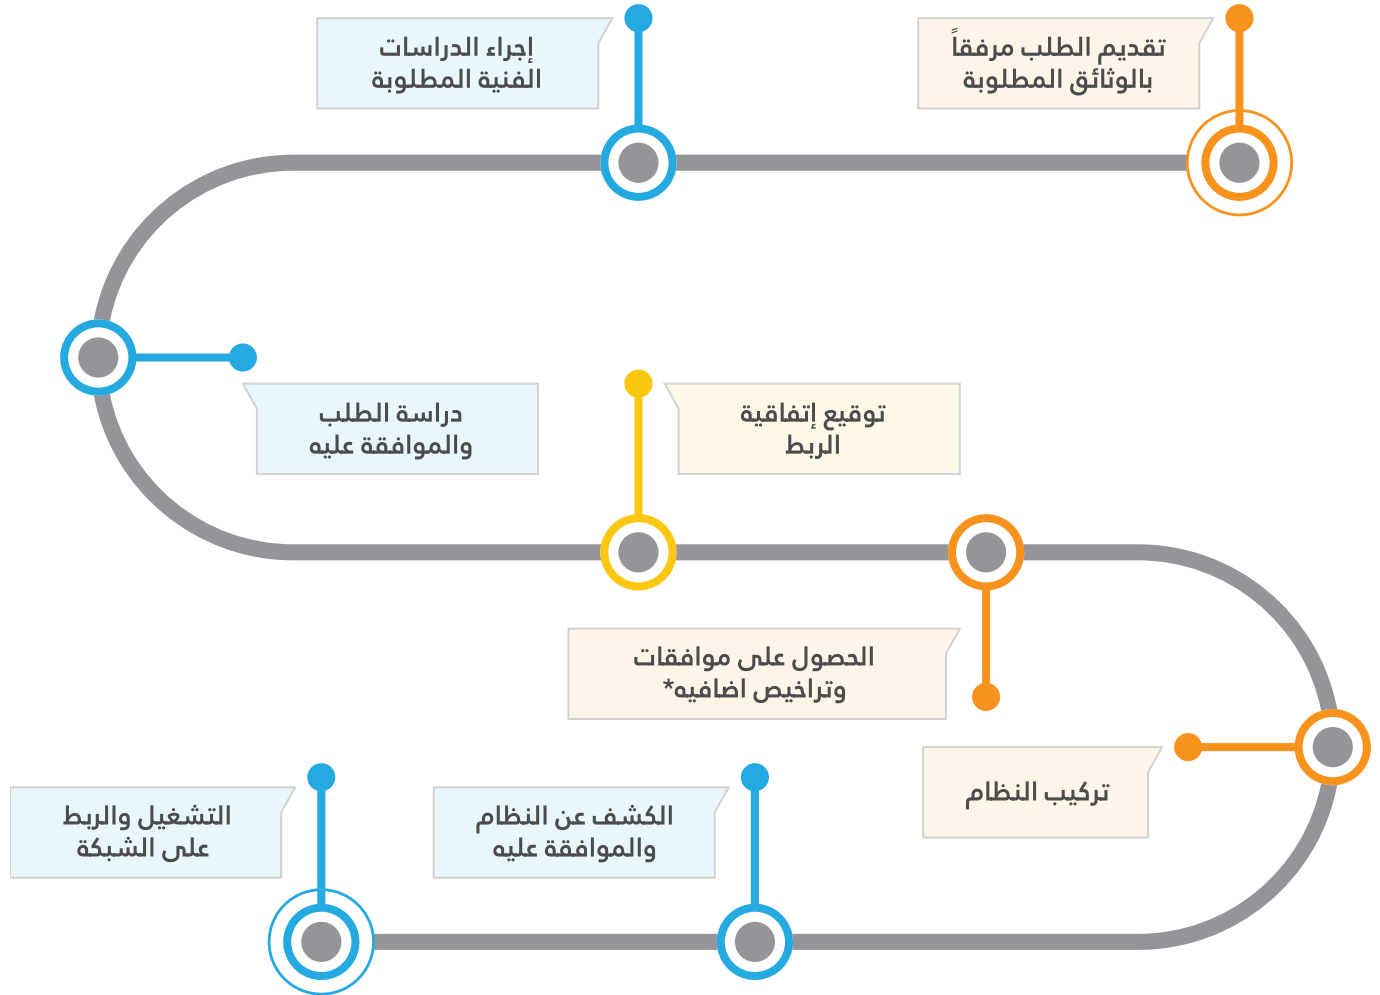 تقديم الطلب مرفقاً
بالوثائق المطلوبة
إجراء الدراسات
الفنية المطلوبة
دراسة الطلب
والموافقة عليه
توقيع إتفاقية
الربط
الحصول على موافقات
وتراخيص اضافيه*
تركيب النظام
الكشف عن النظام
والموافقة عليه
التشغيل والربط
على الشبكة